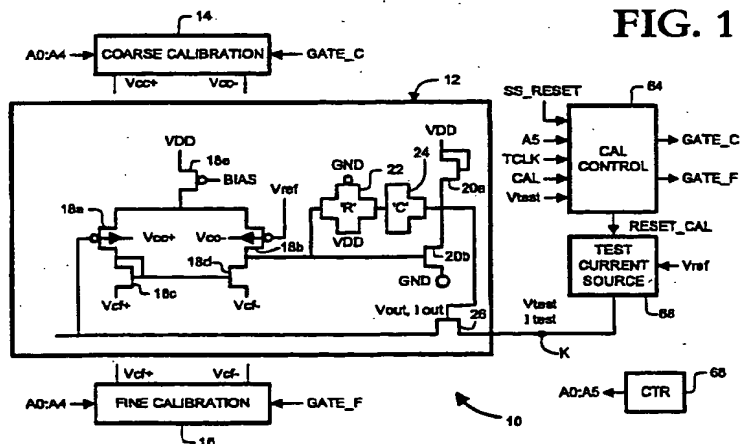 FIG. 1
14
A0:A4
COARSE CALIBRATION
GATE_C
Vcc+
Vcc-
12
SS_RESET
64
VDD
18e
BIAS
GND
22
24
VDD
20a
A5
TCLK
CAL
Vtest
CAL CONTROL
GATE_C
GATE_F
18a
Vcc+
Vcc-
Vref
18b
"R"
"C"
VDD
RESET_CAL
18c
18d
20b
GND
TEST CURRENT SOURCE
Vref
66
Vcf+
Vcf-
Vout, I out
26
Vtest
I test
K
Vcf+
Vcf-
A0:A4
FINE CALIBRATION
GATE_F
16
10
A0:A5
CTR
68